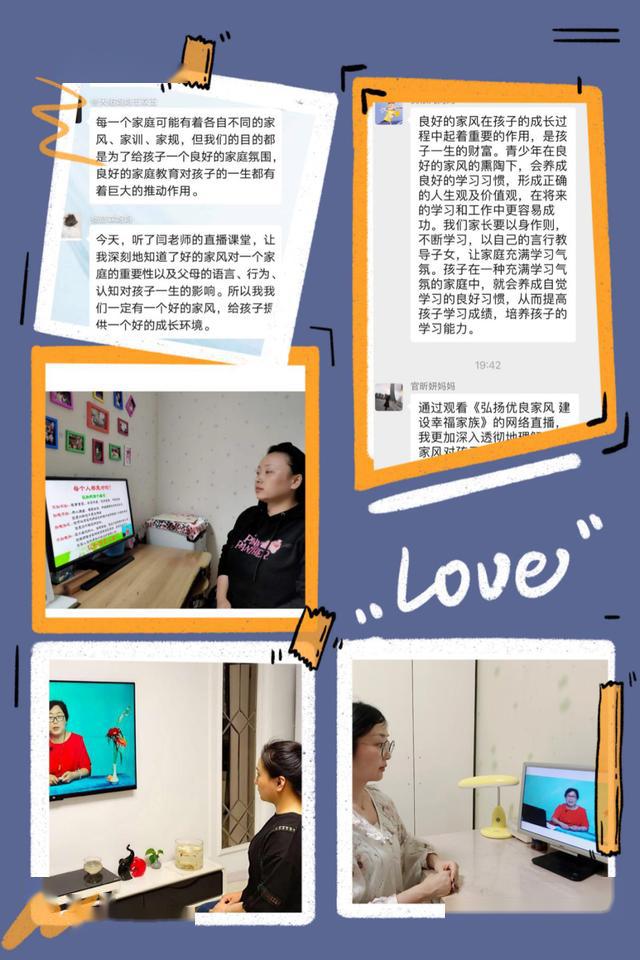 每一个家庭可能有着各自不同的家
风、家训、家规，但我们的目的都
是为了给孩子一个良好的家庭氛围，
良好的家庭教育对孩子的一生都有
着巨大的推动作用。
今天，听了闫老师的直播课堂，让
我深刻地知道了好的家风对一个家
庭的重要性以及父母的语言、行为、
认知对孩子一生的影响。所以我我
们一定有一个好的家风，给孩子提
供一个好的成长环境。
良好的家风在孩子的成长过
程中起着重要的作用，是孩
子一生的财富。青少年在良
好的家风的熏陶下，会养成
良好的学习习惯，形成正确
的人生观及价值观，在将来
的学习和工作中更容易成
功。我们家长要以身作则，
不断学习，以自己的言行教
导子女，让家庭充满学习气
氛。孩子在一种充满学习气
氛的家庭中，就会养成自觉
学习的良好习惯，从而提高
孩子学习成绩，培养孩子的
学习能力。
19:42
官昕妍妈妈
通过观看《弘扬优良家风 建
设幸福家族》的网络直播，
我更加深入透彻地理解
家风对孩
每个人都是对的！
PINK
PANTHER
Love